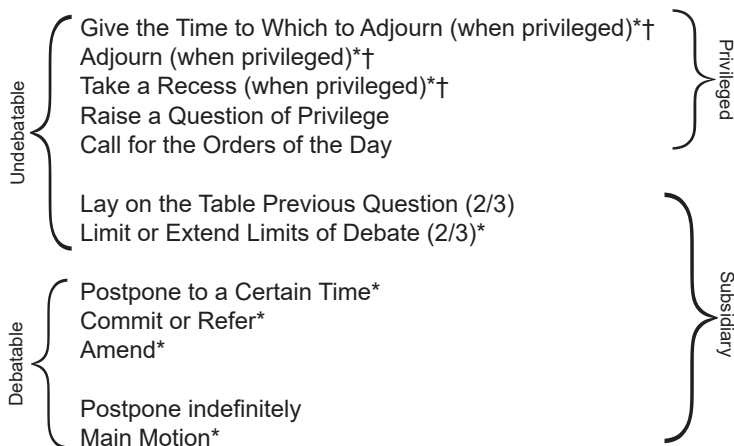 Give the Time to Which to Adjourn (when privileged)*†
Adjourn (when privileged)*†
Take a Recess (when privileged)*†
Raise a Question of Privilege
Call for the Orders of the Day
Undebatable
Privileged
Lay on the Table Previous Question (2/3)
Limit or Extend Limits of Debate (2/3)*
Postpone to a Certain Time*
Commit or Refer*
Amend*
Postpone indefinitely
Main Motion*
Debatable
Subsidiary